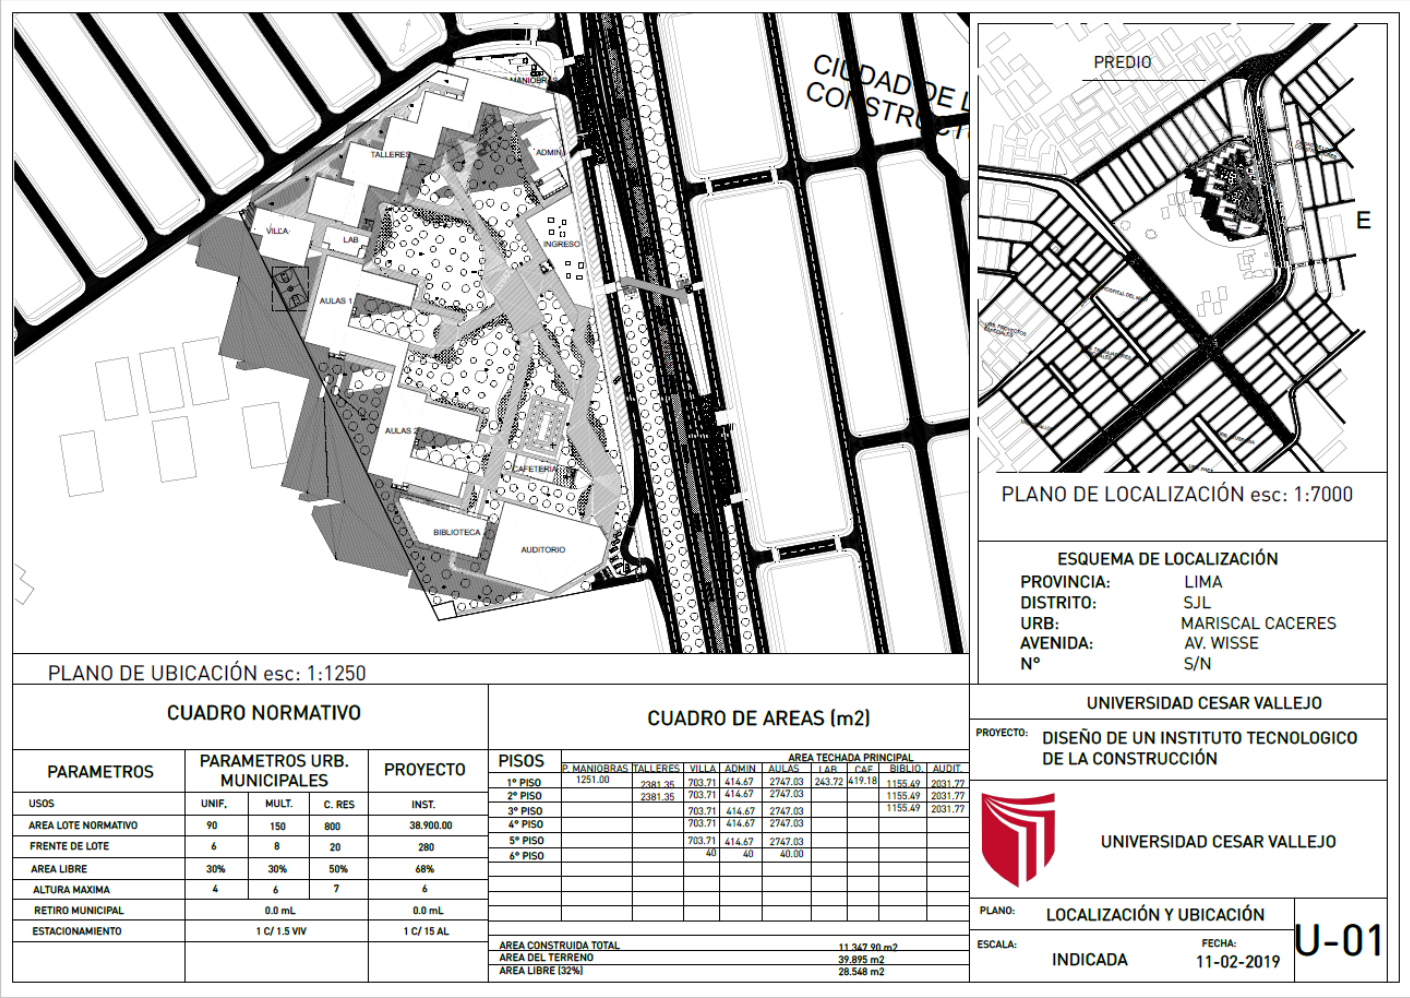 CIUDAD DE L
CONSTRUCTI
MANIOBRAS
TALLERES
ADMIN
VILLA
LAB
INGRESO
AULAS 1
AULAS 2
CAFETERIA
BIBLIOTECA
AUDITORIO
PLANO DE UBICACIÓN esc: 1:1250
PREDIO
E
PLANO DE LOCALIZACIÓN esc: 1:7000
ESQUEMA DE LOCALIZACIÓN
PROVINCIA: LIMA
DISTRITO: SJL
URB: MARISCAL CACERES
AVENIDA: AV. WISSE
N° S/N
CUADRO NORMATIVO
PARAMETROS PARAMETROS URB. MUNICIPALES PROYECTO
USOS UNIF, MULT. C. RES INST.
AREA LOTE NORMATIVO 90 150 800 38.900.00
FRENTE DE LOTE 6 8 20 280
AREA LIBRE 30% 30% 50% 68%
ALTURA MAXIMA 4 6 7 6
RETIRO MUNICIPAL 0.0 mL 0.0 mL
ESTACIONAMIENTO 1 C/ 1.5 VIV 1 C/ 15 AL
CUADRO DE AREAS (m2)
PISOS AREA TECHADA PRINCIPAL
P. MANIOBRAS TALLERES VILLA ADMIN AULAS LAB CAF BIBLIO. AUDIT.
1° PISO 1251.00 2381.35 703.71 414.67 2747.03 243.72 419.18 1155.49 2031.77
2° PISO 2381.35 703.71 414.67 2747.03 1155.49 2031.77
3° PISO 703.71 414.67 2747.03 1155.49 2031.77
4° PISO 703.71 414.67 2747.03
5° PISO 703.71 414.67 2747.03
6° PISO 40 40 40.00
AREA CONSTRUIDA TOTAL 11.347.90 m2
AREA DEL TERRENO 39.895 m2
AREA LIBRE (32%) 28.548 m2
UNIVERSIDAD CESAR VALLEJO
PROYECTO: DISEÑO DE UN INSTITUTO TECNOLOGICO
DE LA CONSTRUCCIÓN
UNIVERSIDAD CESAR VALLEJO
PLANO: LOCALIZACIÓN Y UBICACIÓN
ESCALA: INDICADA
FECHA: 11-02-2019
U-01